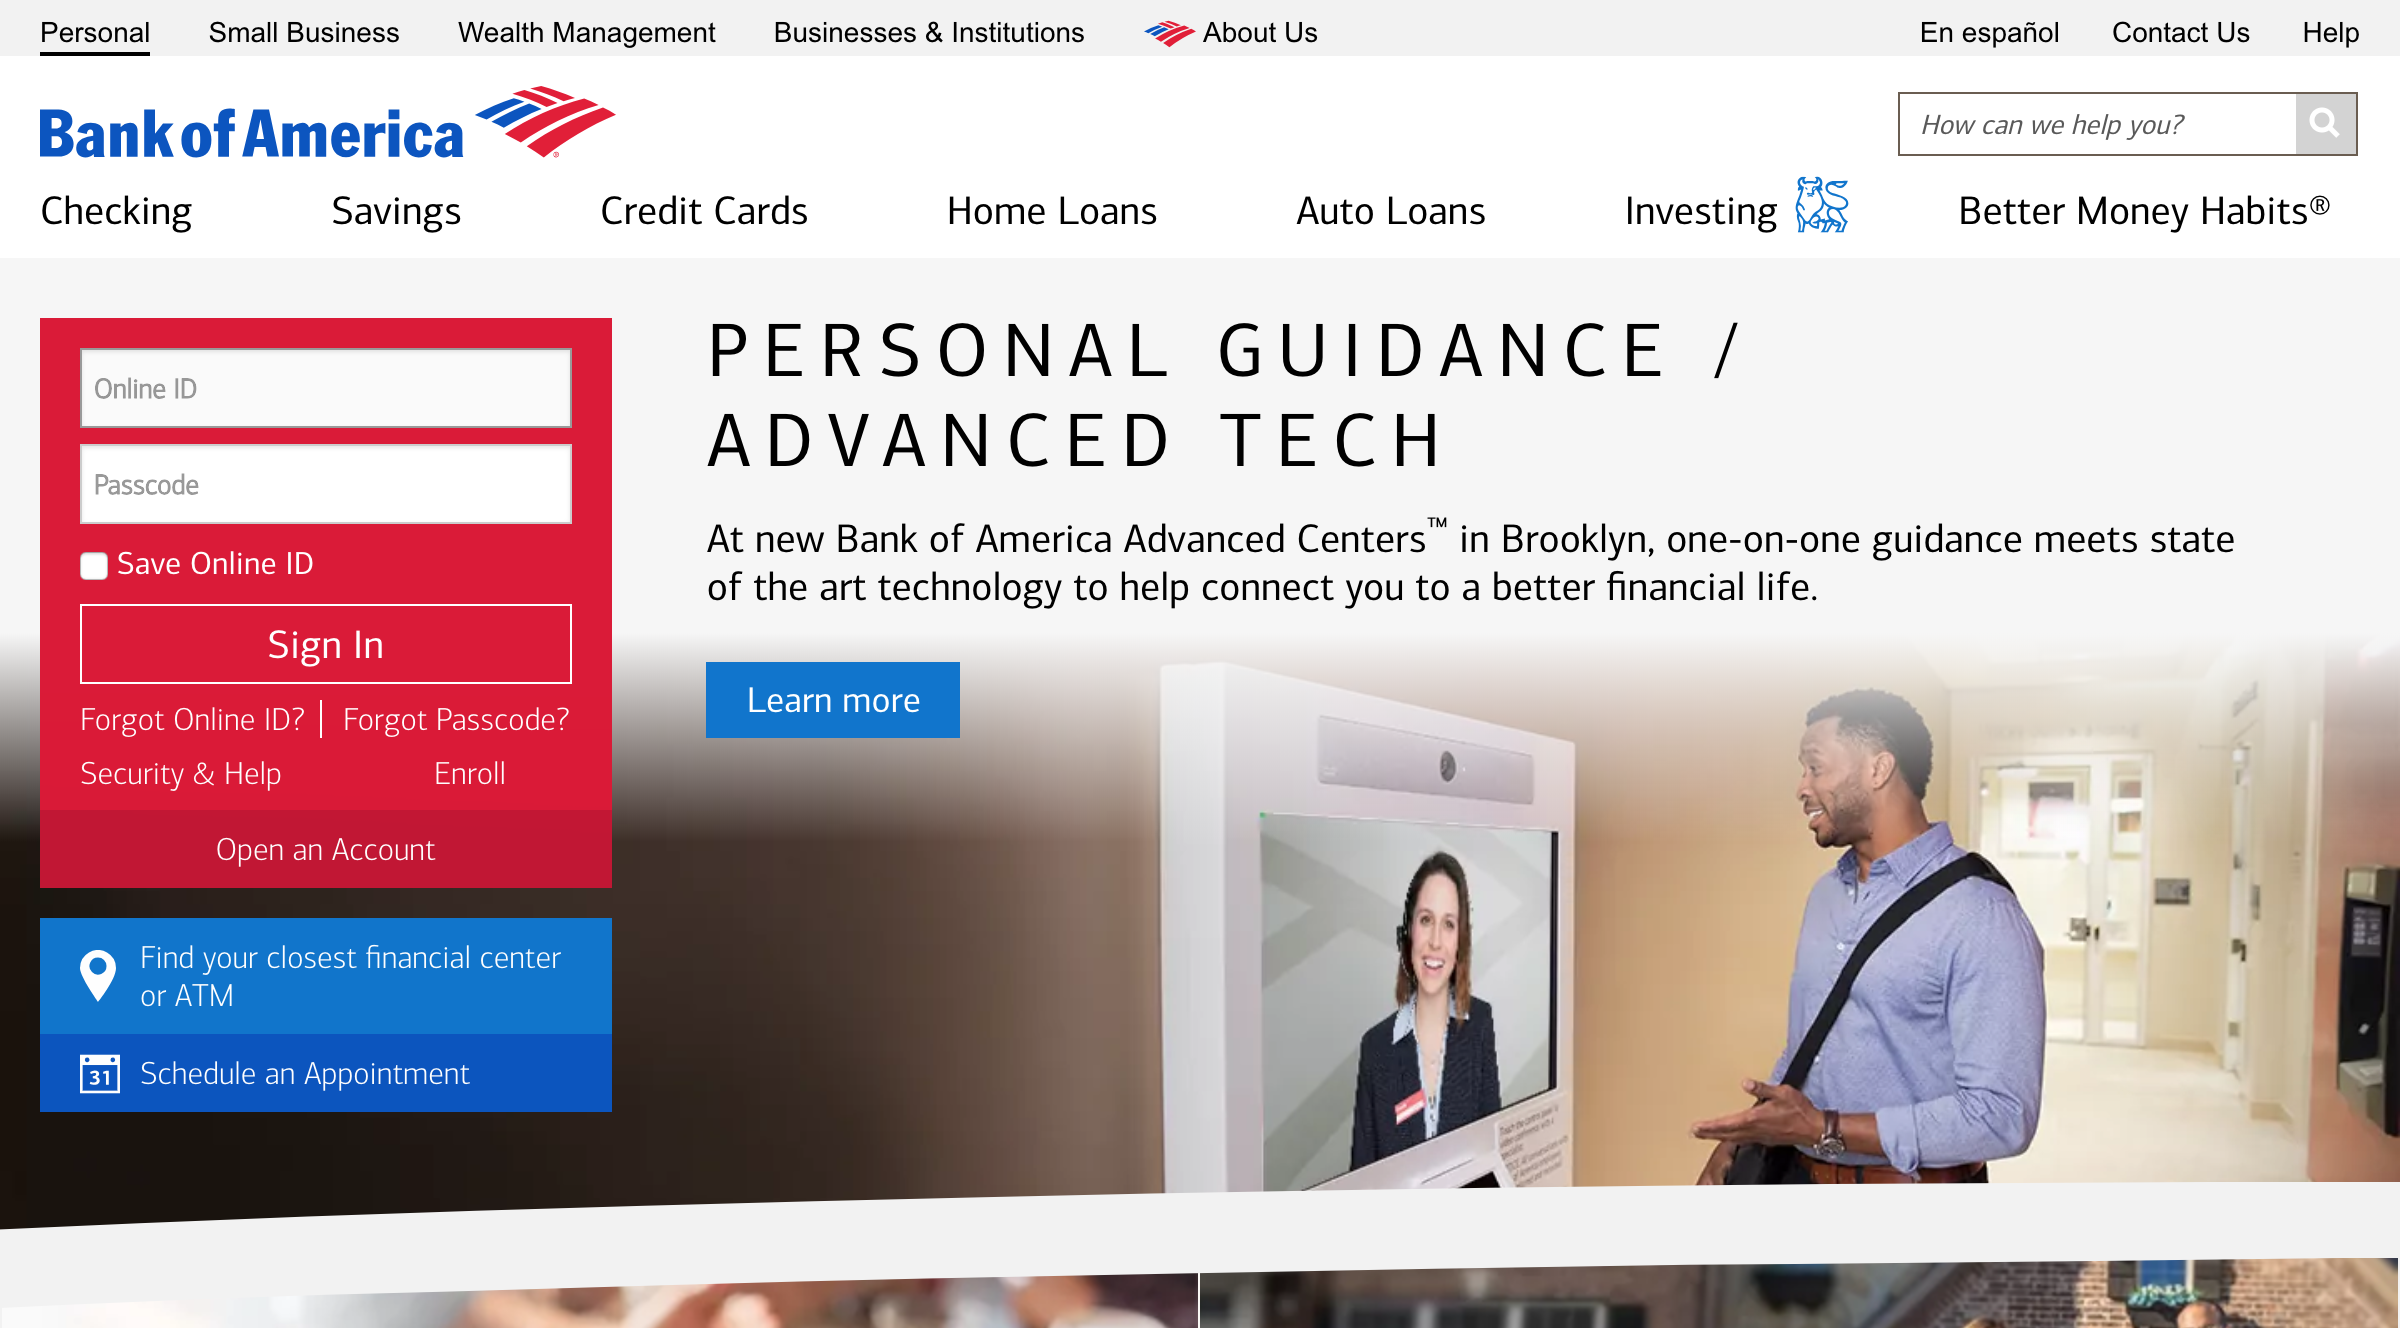 Personal Small Business Wealth Management Businesses & Institutions About Us En español Contact Us Help
Bank of America
How can we help you?
Checking Savings Credit Cards Home Loans Auto Loans Investing Better Money Habits®
Online ID
Passcode
Save Online ID
Sign In
Forgot Online ID? Forgot Passcode?
Security & Help Enroll
Open an Account
Find your closest financial center
or ATM
31 Schedule an Appointment
PERSONAL GUIDANCE /
ADVANCED TECH
At new Bank of America Advanced Centers™ in Brooklyn, one-on-one guidance meets state
of the art technology to help connect you to a better financial life.
Learn more